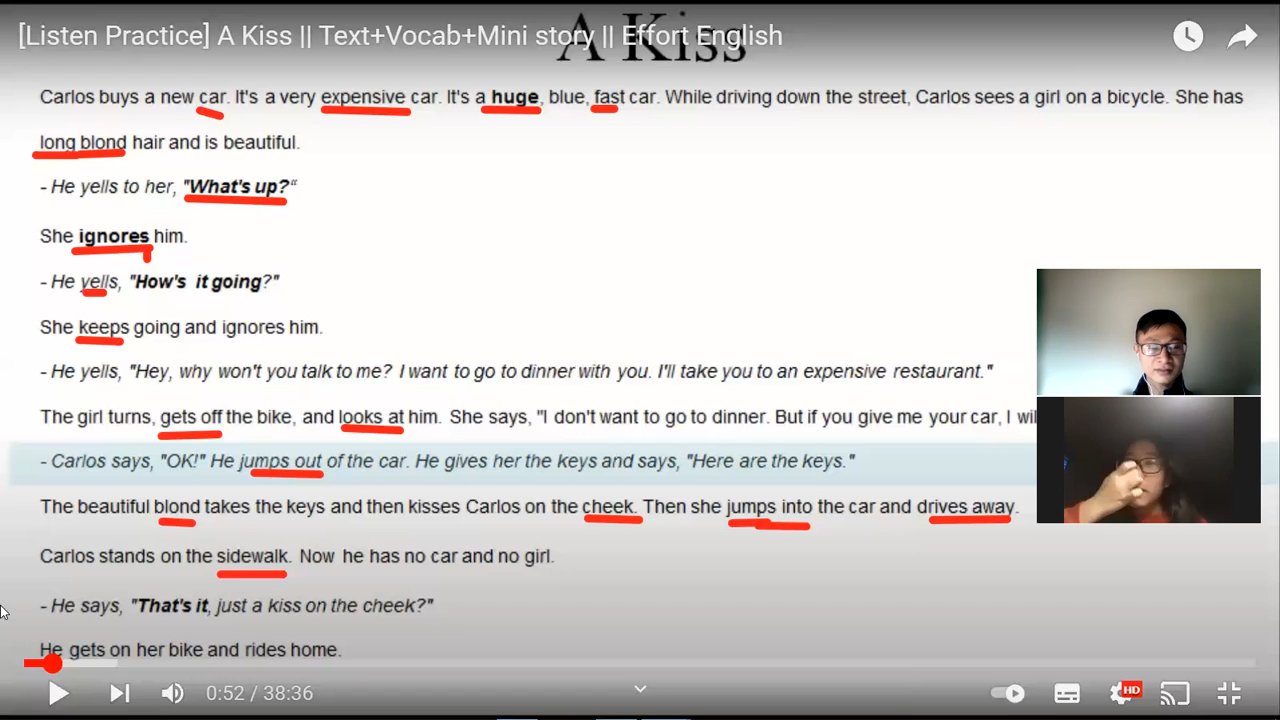 [Listen Practice] A Kiss || Text+Vocab+Mini story || Effort English
A Kiss
Carlos buys a new car. It's a very expensive car. It's a huge, blue, fast car. While driving down the street, Carlos sees a girl on a bicycle. She has
long blond hair and is beautiful.
- He yells to her, "What's up?"
She ignores him.
- He yells, "How's it going?"
She keeps going and ignores him.
- He yells, "Hey, why won't you talk to me? I want to go to dinner with you. I'll take you to an expensive restaurant."
The girl turns, gets off the bike, and looks at him. She says, "I don't want to go to dinner. But if you give me your car, I
- Carlos says, "OK!" He jumps out of the car. He gives her the keys and says, "Here are the keys."
The beautiful blond takes the keys and then kisses Carlos on the cheek. Then she jumps into the car and drives away.
Carlos stands on the sidewalk. Now he has no car and no girl.
- He says, "That's it, just a kiss on the cheek?"
He gets on her bike and rides home.
0:52 / 38:36
HD